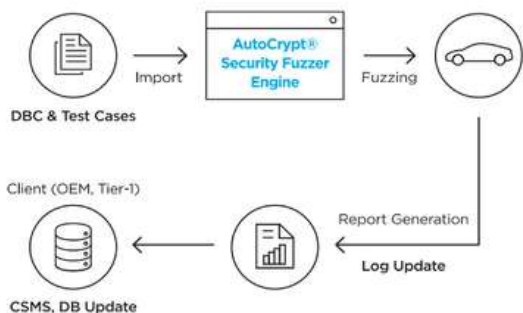 AutoCrypt®
Security Fuzzer
Engine
Import
Fuzzing
DBC & Test Cases
Client (OEM, Tier-1)
Report Generation
Log Update
CSMS, DB Update